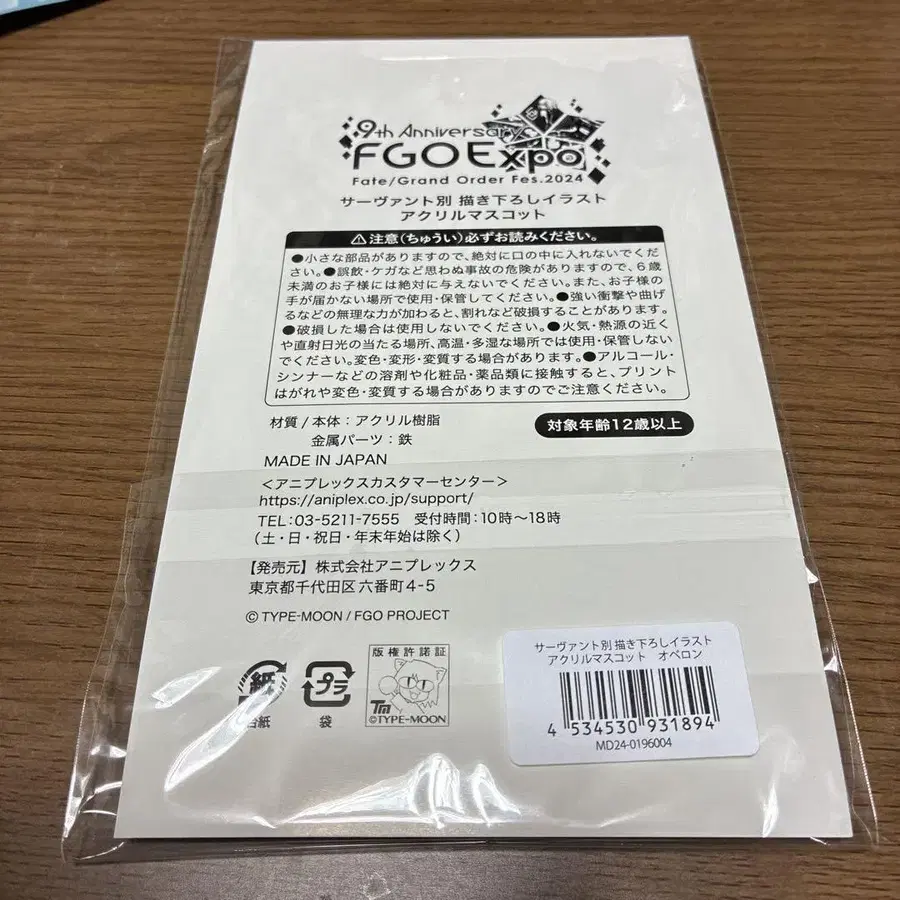 9th Anniversary
FGO Expo
Fate/Grand Order Fes.2024
サーヴァント別 描き下ろしイラスト
アクリルマスコット
注意(ちゅうい)必ずお読みください。
●小さな部品がありますので、絶対に口の中に入れないでくだ
さい。●誤飲・ケガなど思わぬ事故の危険がありますので、6歳
未満のお子様には絶対に与えないでください。また、お子様の
手が届かない場所で使用・保管してください。●強い衝撃や曲げ
るなどの無理な力が加わると、割れなど破損することがあります。
●破損した場合は使用しないでください。●火気・熱源の近く
や直射日光の当たる場所、高温・多湿な場所では使用・保管しない
でください。変色・変形・変質する場合があります。●アルコール・
シンナーなどの溶剤や化粧品・薬品類に接触すると、プリント
はがれや変色・変質する場合がありますのでご注意ください。
材質 / 本体:アクリル樹脂
金属パーツ:鉄
対象年齢12歳以上
MADE IN JAPAN
<アニプレックスカスタマーセンター>
https://aniplex.co.jp/support/
TEL:03-5211-7555 受付時間:10時~18時
(土・日・祝日・年末年始は除く)
【発売元】株式会社アニプレックス
東京都千代田区六番町4-5
© TYPE-MOON / FGO PROJECT
紙
台紙
プラ
袋
版権許諾証
TM
©TYPE-MOON
サーヴァント別 描き下ろしイラスト
アクリルマスコット オベロン
4 534530 931894
MD24-0196004